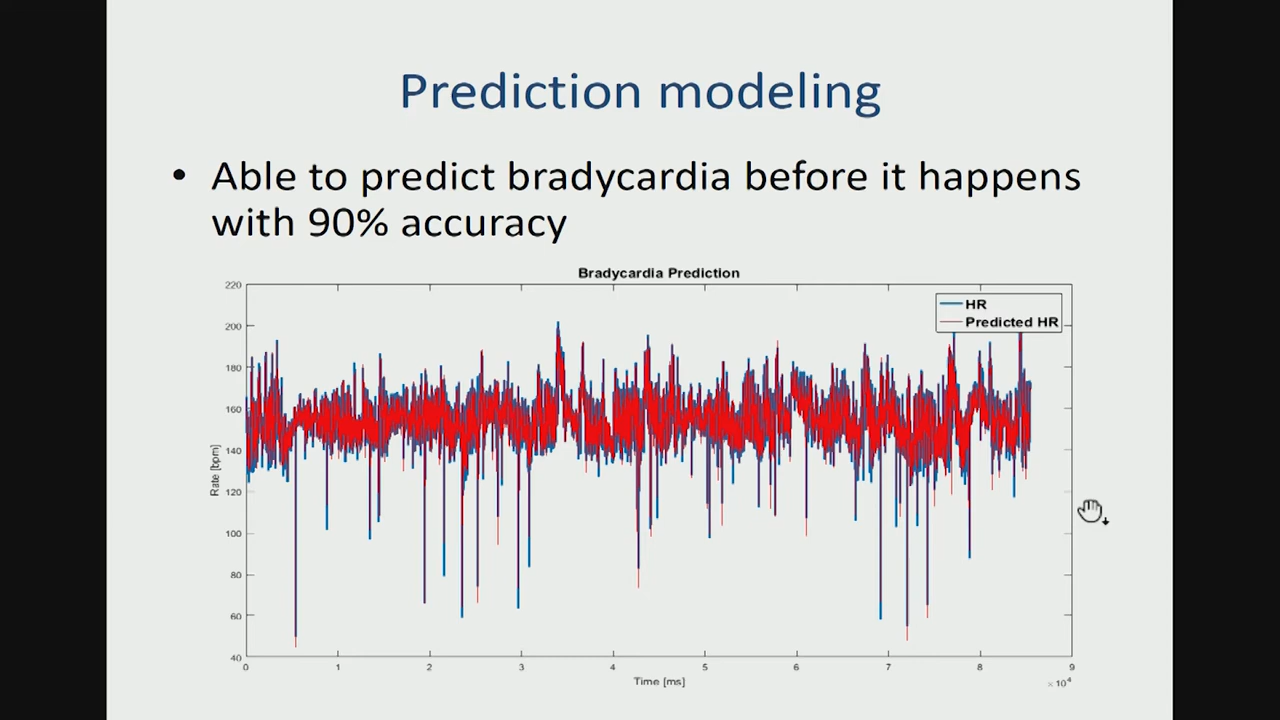 Prediction modeling
• Able to predict bradycardia before it happens
with 90% accuracy
Bradycardia Prediction
220
200
180
160
140
120
100
80
60
40
Rate [bpm]
HR
Predicted HR
0 1 2 3 4 5 6 7 8 9
Time [ms]
× 10^4